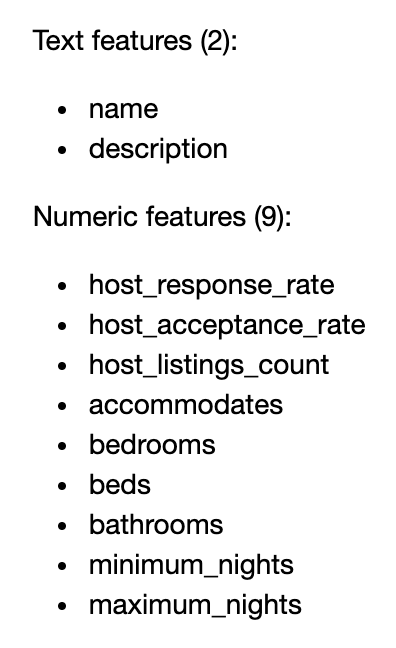 Text features (2):
• name
• description
Numeric features (9):
• host_response_rate
• host_acceptance_rate
• host_listings_count
• accommodates
• bedrooms
• beds
• bathrooms
• minimum_nights
• maximum_nights